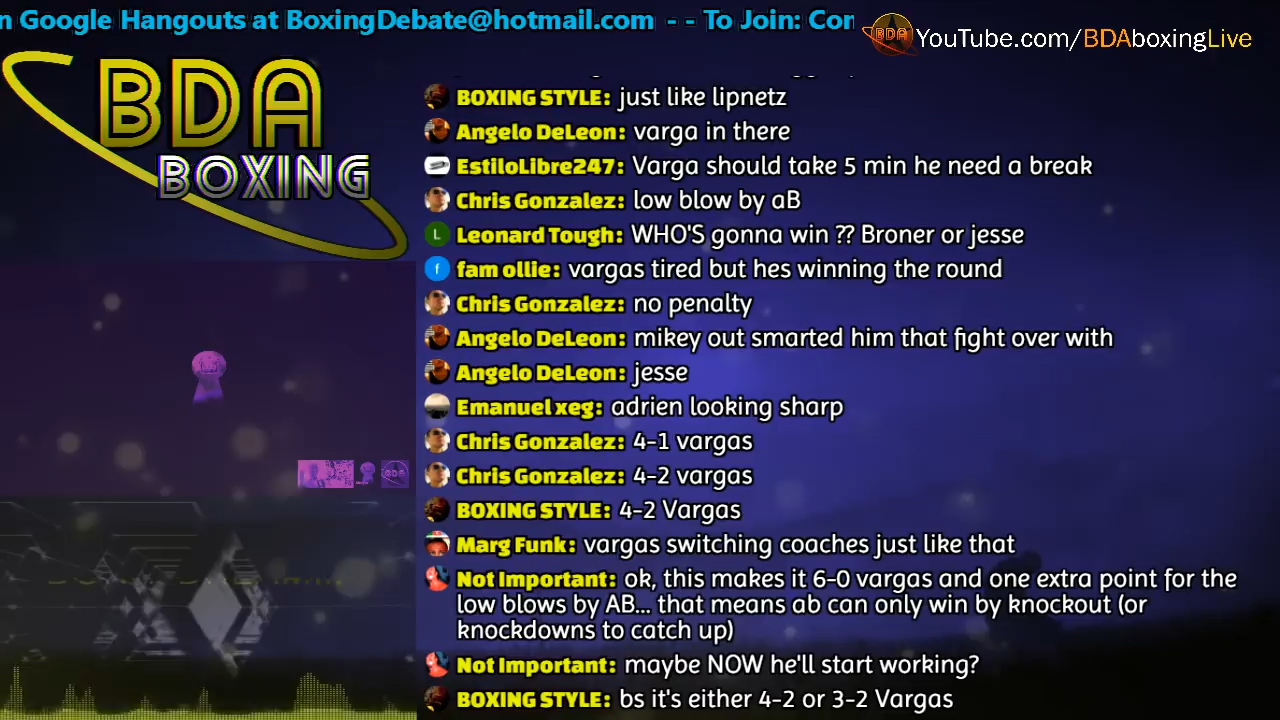 n Google Hangouts at BoxingDebate@hotmail.com - - To Join: Con
BDA
YouTube.com/BDAboxingLive
BDA
BOXING
BOXING STYLE: just like lipnetz
Angelo DeLeon: varga in there
EstiloLibre247: Varga should take 5 min he need a break
Chris Gonzalez: low blow by aB
L
Leonard Tough: WHO'S gonna win ?? Broner or jesse
f
fam ollie: vargas tired but hes winning the round
Chris Gonzalez: no penalty
Angelo DeLeon: mikey out smarted him that fight over with
Angelo DeLeon: jesse
Emanuel xeg: adrien looking sharp
Chris Gonzalez: 4-1 vargas
Chris Gonzalez: 4-2 vargas
BOXING STYLE: 4-2 Vargas
Marg Funk: vargas switching coaches just like that
Not Important: ok, this makes it 6-0 vargas and one extra point for the
low blows by AB... that means ab can only win by knockout (or
knockdowns to catch up)
Not Important: maybe NOW he'll start working?
BOXING STYLE: bs it's either 4-2 or 3-2 Vargas